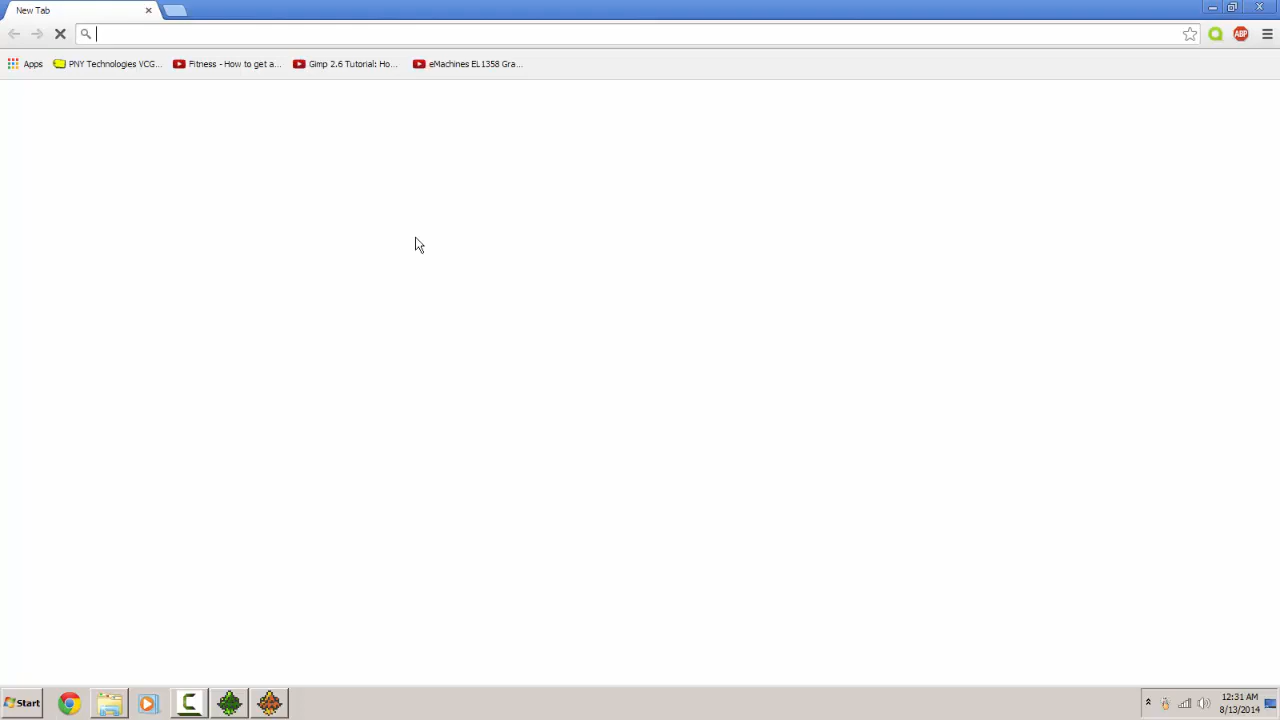 New Tab
Apps PNY Technologies VCG... Fitness - How to get a... Gimp 2.6 Tutorial: Ho... eMachines EL1358 Gra...
ABP
Start
12:31 AM
8/13/2014